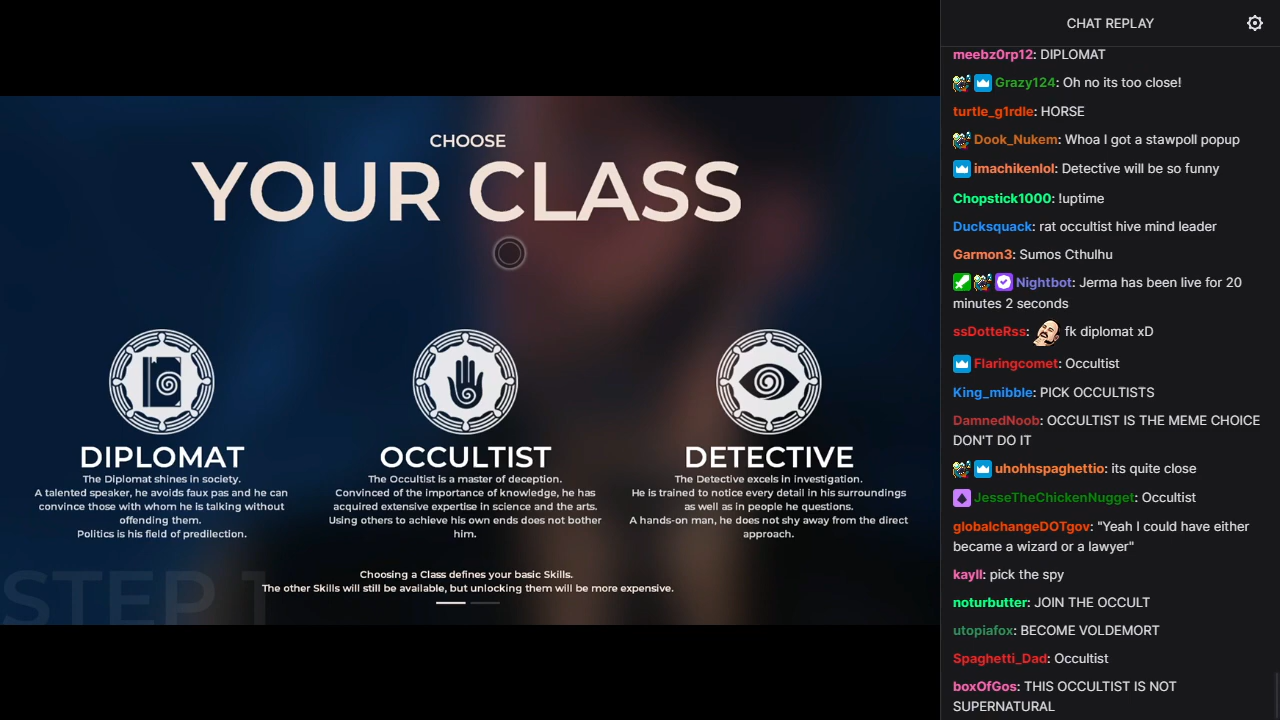 CHOOSE
YOUR CLASS
DIPLOMAT
The Diplomat shines in society.
A talented speaker, he avoids faux pas and he can
convince those with whom he is talking without
offending them.
Politics is his field of predilection.
OCCULTIST
The Occultist is a master of deception.
Convinced of the importance of knowledge, he has
acquired extensive expertise in science and the arts.
Using others to achieve his own ends does not bother
him.
DETECTIVE
The Detective excels in investigation.
He is trained to notice every detail in his surroundings
as well as in people he questions.
A hands-on man, he does not shy away from the direct
approach.
STEP 1
Choosing a Class defines your basic Skills.
The other Skills will still be available, but unlocking them will be more expensive.
CHAT REPLAY
meebz0rp12: DIPLOMAT
Grazy124: Oh no its too close!
turtle_g1rdle: HORSE
Dook_Nukem: Whoa I got a stawpoll popup
imachikenlol: Detective will be so funny
Chopstick1000: !uptime
Ducksquack: rat occultist hive mind leader
Garmon3: Sumos Cthulhu
Nightbot: Jerma has been live for 20
minutes 2 seconds
ssDotteRss: fk diplomat xD
Flaringcomet: Occultist
King_mibble: PICK OCCULTISTS
DamnedNoob: OCCULTIST IS THE MEME CHOICE
DON'T DO IT
uhohhspaghettio: its quite close
JesseTheChickenNugget: Occultist
globalchangeDOTgov: "Yeah I could have either
became a wizard or a lawyer"
kayll: pick the spy
noturbutter: JOIN THE OCCULT
utopiafox: BECOME VOLDEMORT
Spaghetti_Dad: Occultist
boxOfGos: THIS OCCULTIST IS NOT
SUPERNATURAL